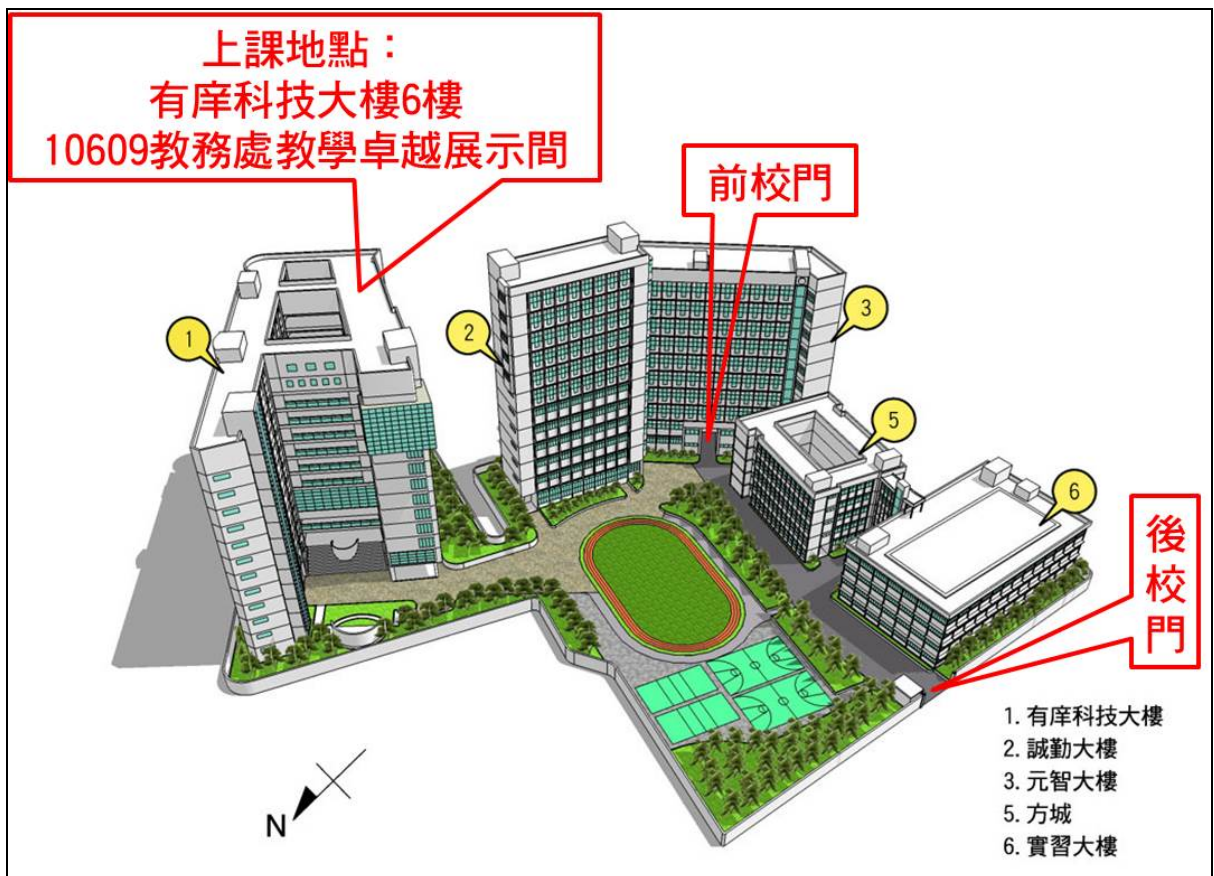 上課地點：
有庠科技大樓6樓
10609教務處教學卓越展示間
前校門
1
2
3
5
6
後校門
N
1. 有庠科技大樓
2. 誠勤大樓
3. 元智大樓
5. 方城
6. 實習大樓